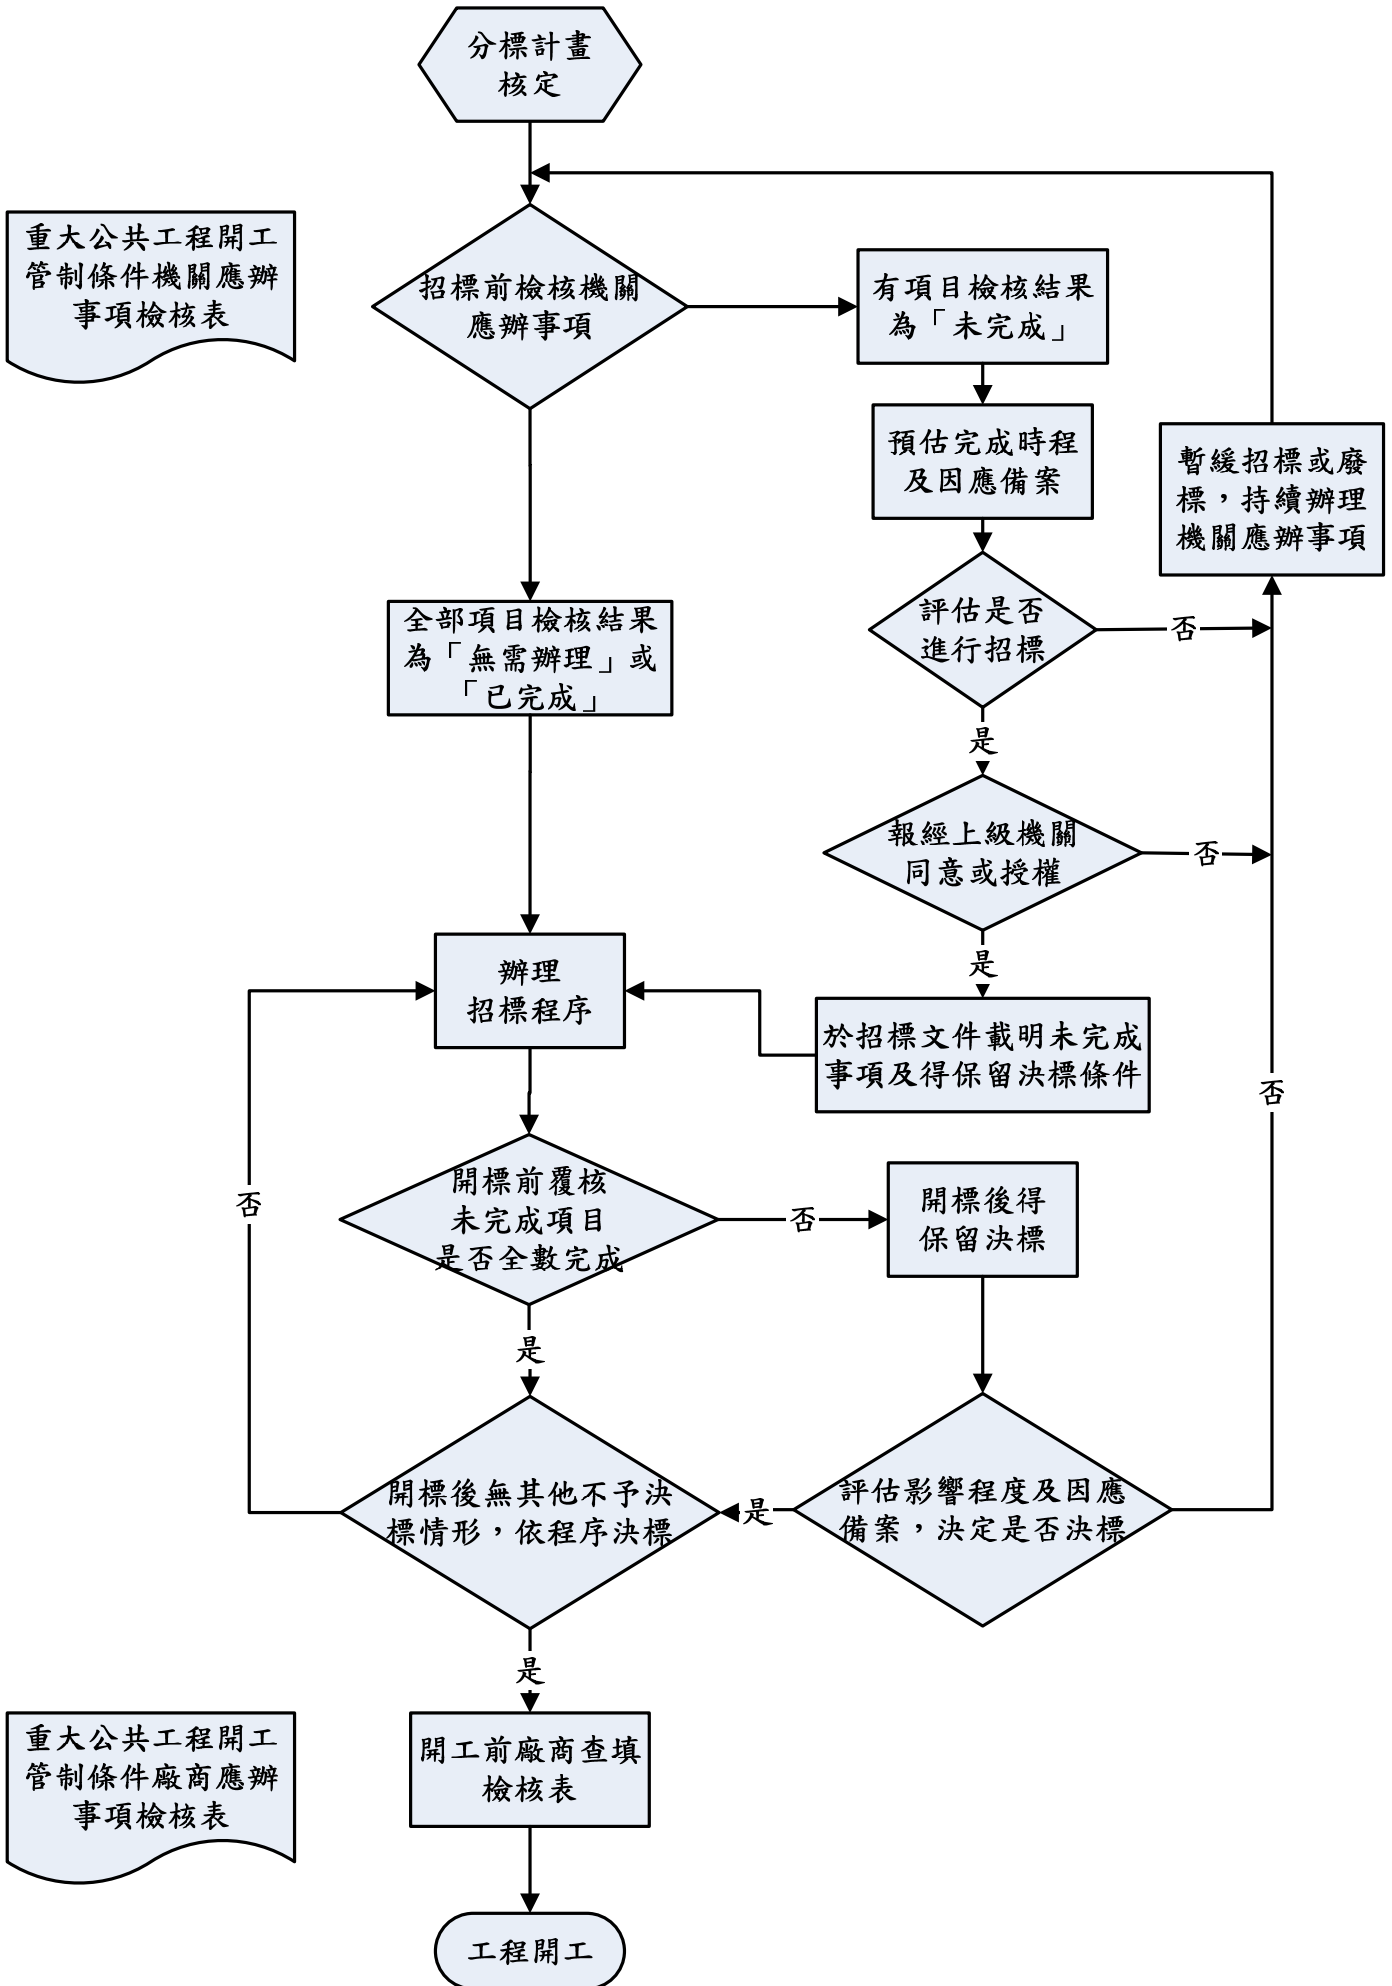 分標計畫
核定
重大公共工程開工
管制條件機關應辦
事項檢核表
招標前檢核機關
應辦事項
有項目檢核結果
為「未完成」
預估完成時程
及因應備案
暫緩招標或廢
標，持續辦理
機關應辦事項
評估是否
進行招標
否
全部項目檢核結果
為「無需辦理」或
「已完成」
是
報經上級機關
同意或授權
否
是
辦理
招標程序
於招標文件載明未完成
事項及得保留決標條件
否
開標前覆核
未完成項目
是否全數完成
否
開標後得
保留決標
否
是
開標後無其他不予決
標情形，依程序決標
是
評估影響程度及因應
備案，決定是否決標
是
重大公共工程開工
管制條件廠商應辦
事項檢核表
開工前廠商查填
檢核表
工程開工